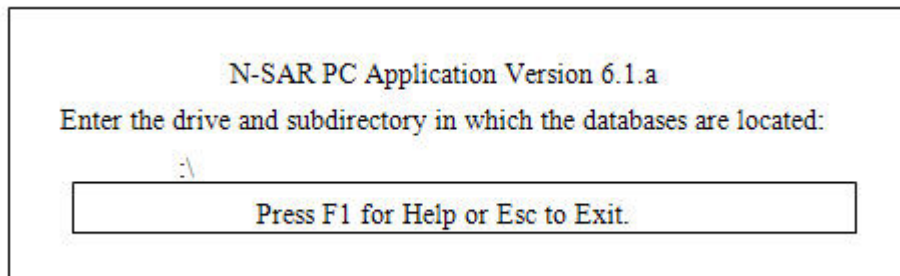 N-SAR PC Application Version 6.1.a
Enter the drive and subdirectory in which the databases are located:
:\
Press F1 for Help or Esc to Exit.